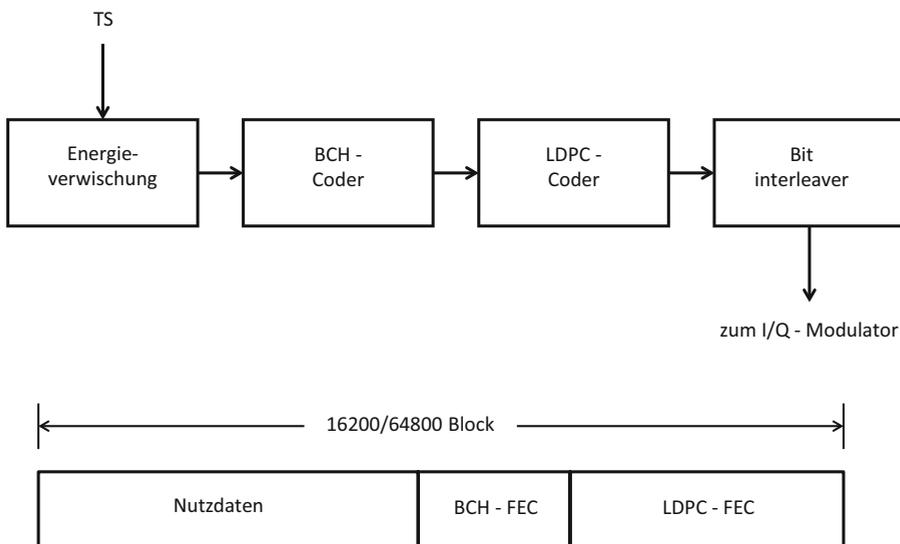 TS
Energie-
verwischung
BCH -
Coder
LDPC -
Coder
Bit
interleaver
zum I/Q - Modulator
16200/64800 Block
Nutzdaten
BCH - FEC
LDPC - FEC